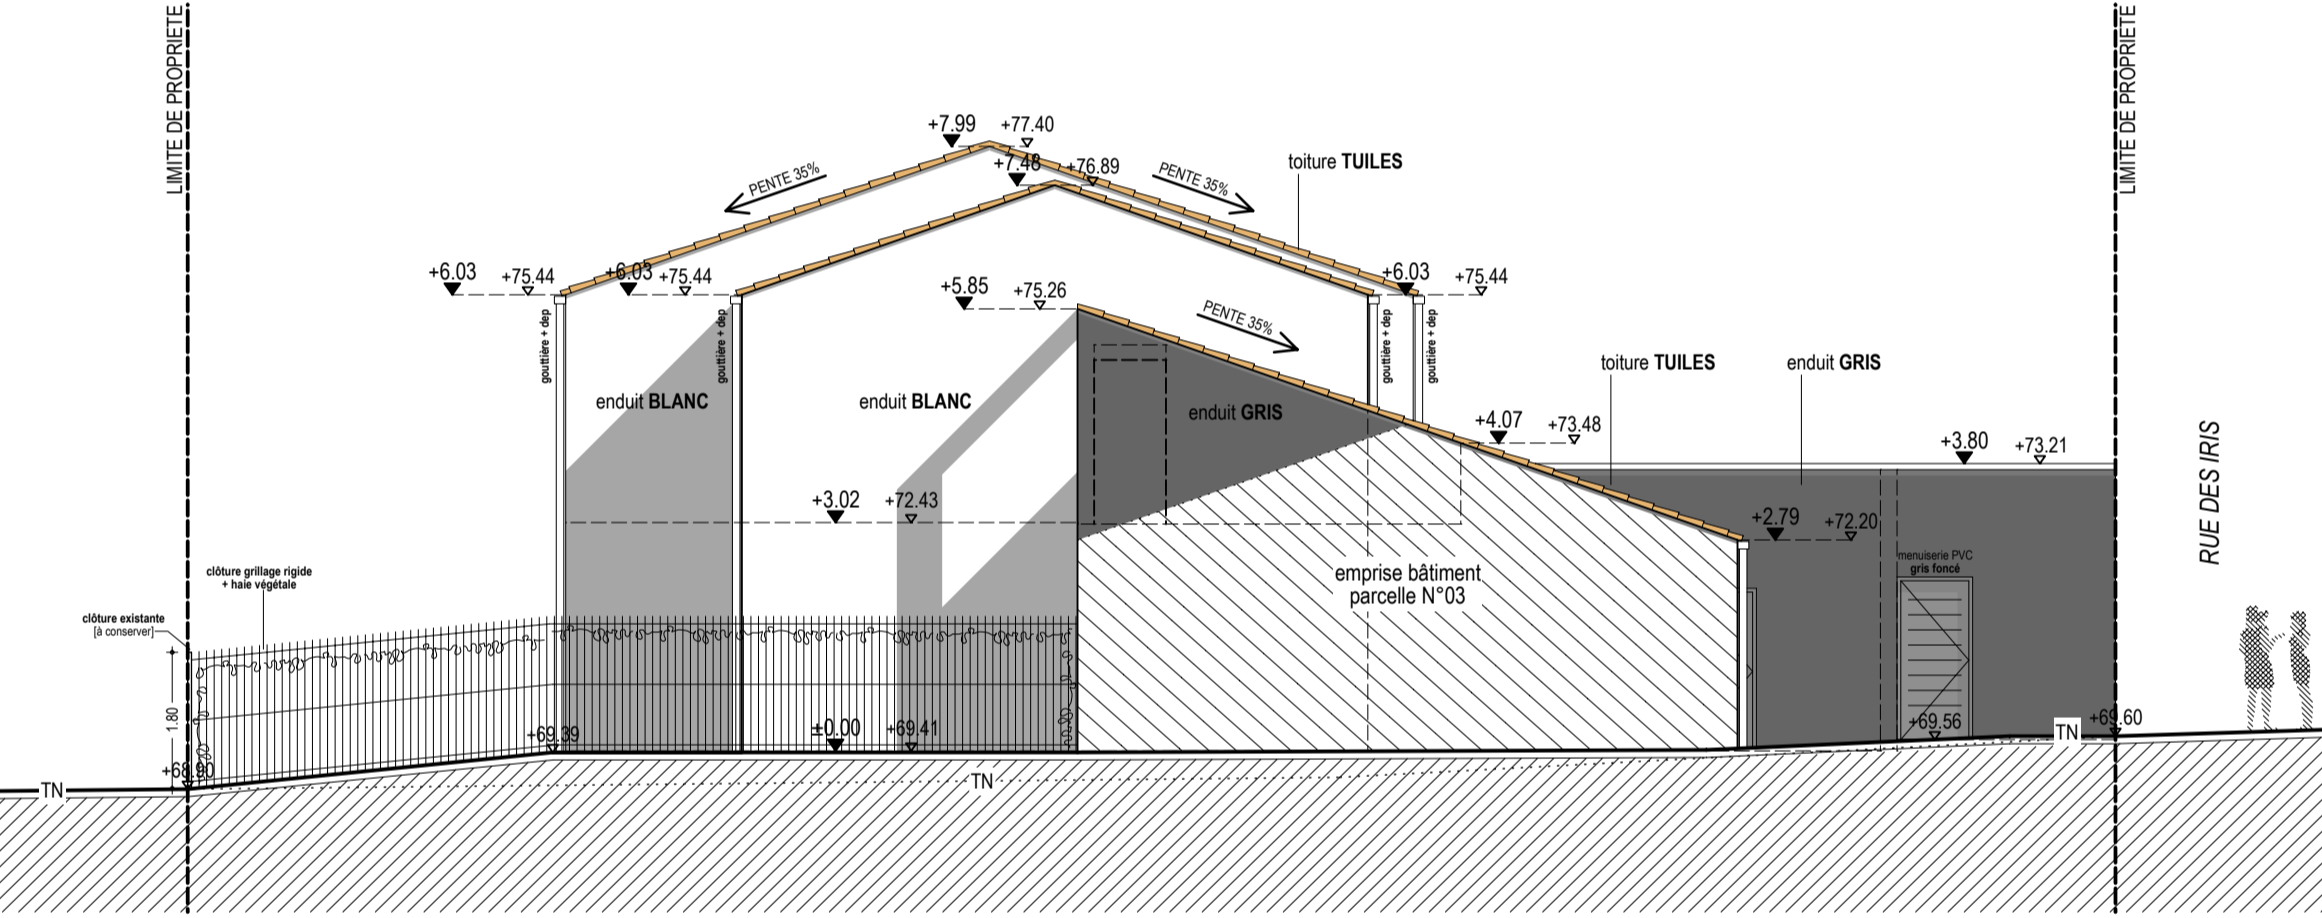 LIMITE DE PROPRIETE
LIMITE DE PROPRIETE
+7.99 +77.40
+7.48 +76.89
PENTE 35%
PENTE 35%
toiture TUILES
+6.03 +75.44
+6.03 +75.44
+6.03 +75.44
+5.85 +75.26
PENTE 35%
gouttière + dep
gouttière + dep
gouttière + dep
gouttière + dep
toiture TUILES
enduit GRIS
enduit BLANC
enduit BLANC
enduit GRIS
+4.07 +73.48
+3.80 +73.21
RUE DES IRIS
+3.02 +72.43
+2.79 +72.20
menuiserie PVC
gris foncé
emprise bâtiment
parcelle N°03
clôture grillage rigide
+ haie végétale
clôture existante
[à conserver]
1.80
+69.39
±0.00 +69.41
+69.56
+69.60
TN
TN
TN